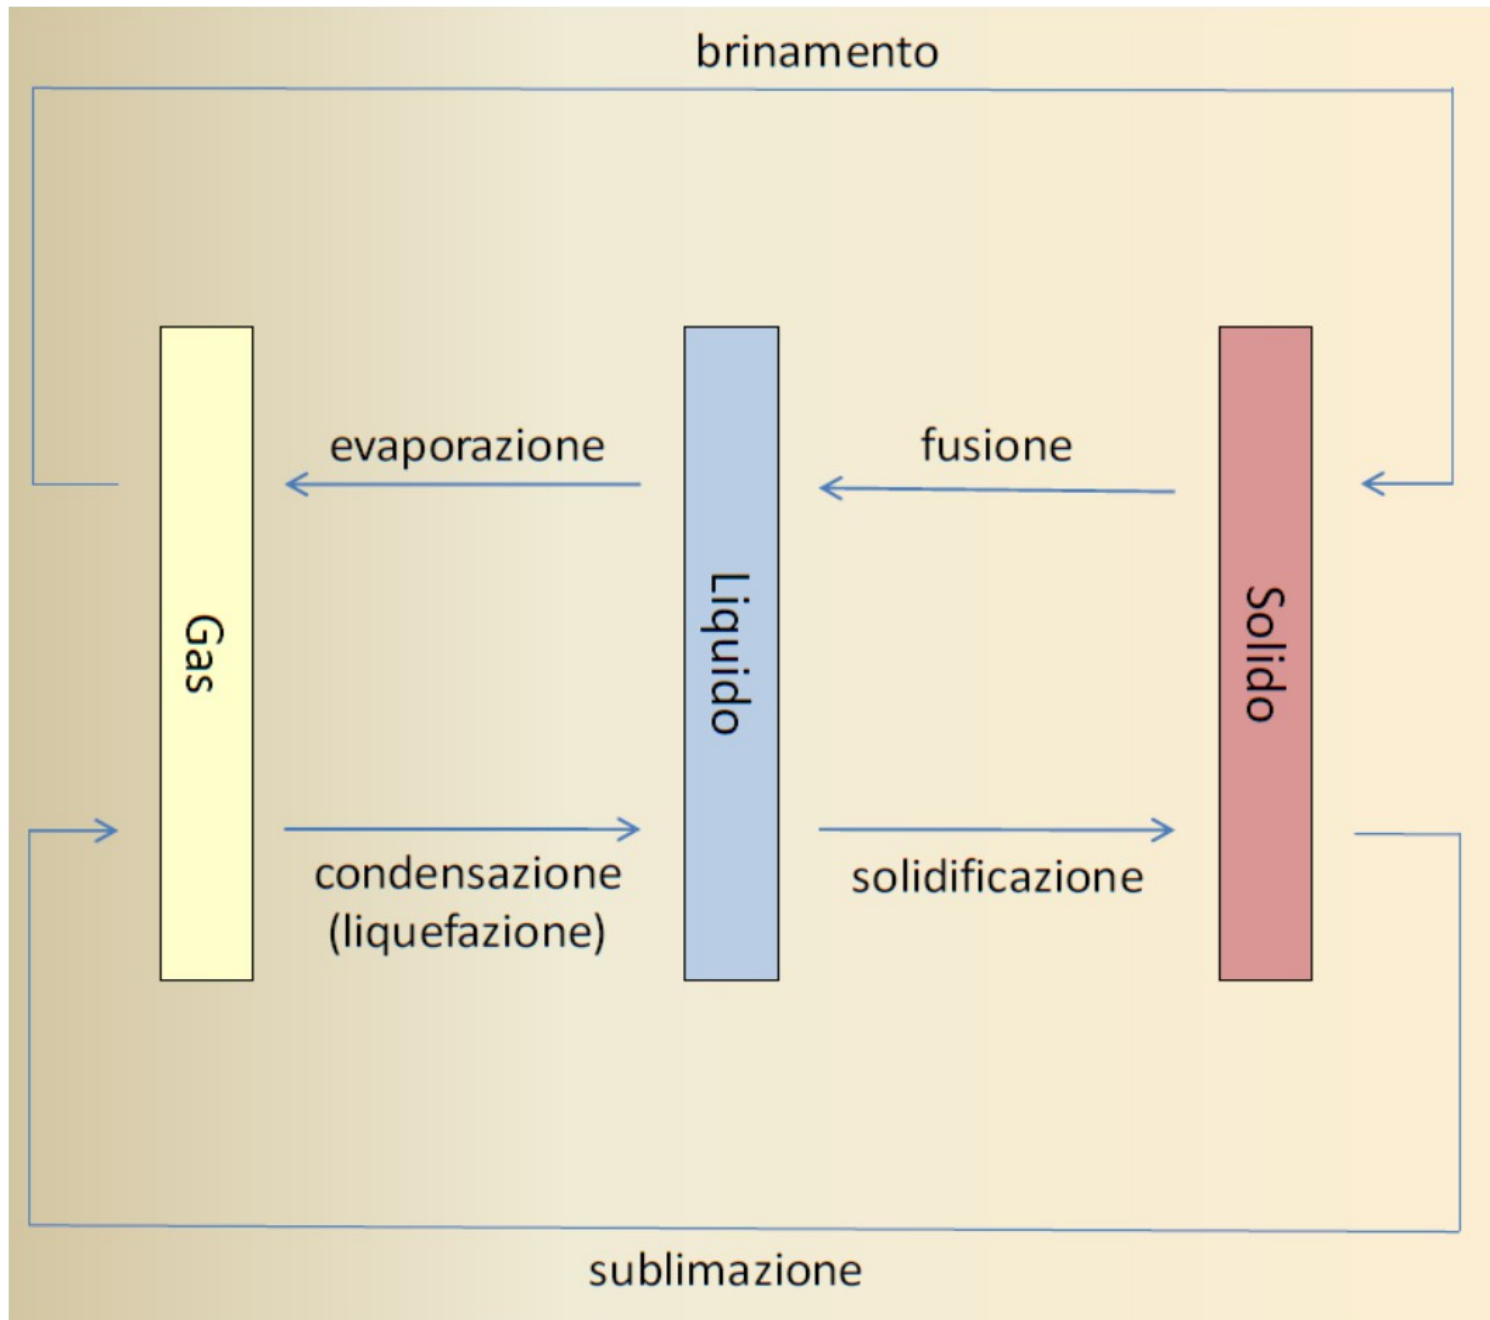 brinamento
evaporazione
fusione
Gas
Liquido
Solido
condensazione
(liquefazione)
solidificazione
sublimazione